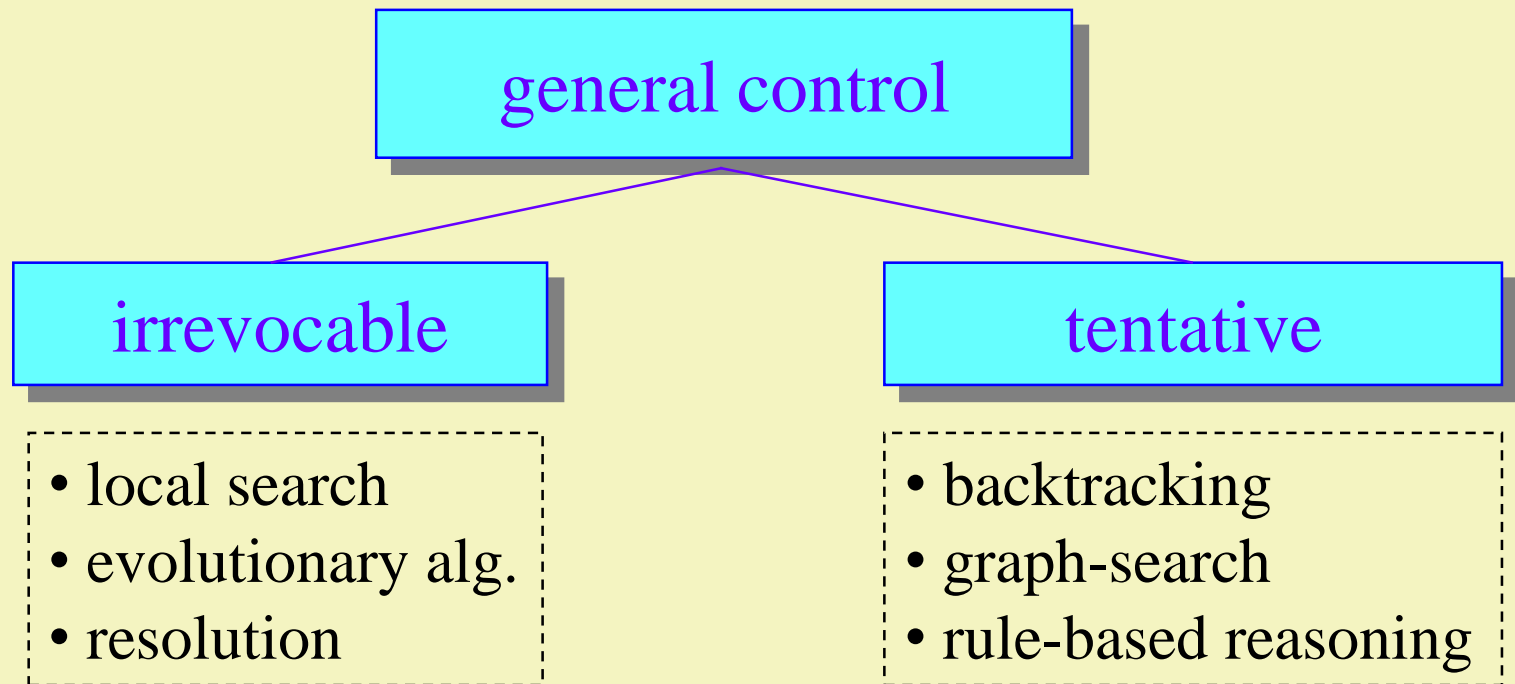 general control
irrevocable
tentative
• local search
• evolutionary alg.
• resolution
• backtracking
• graph-search
• rule-based reasoning